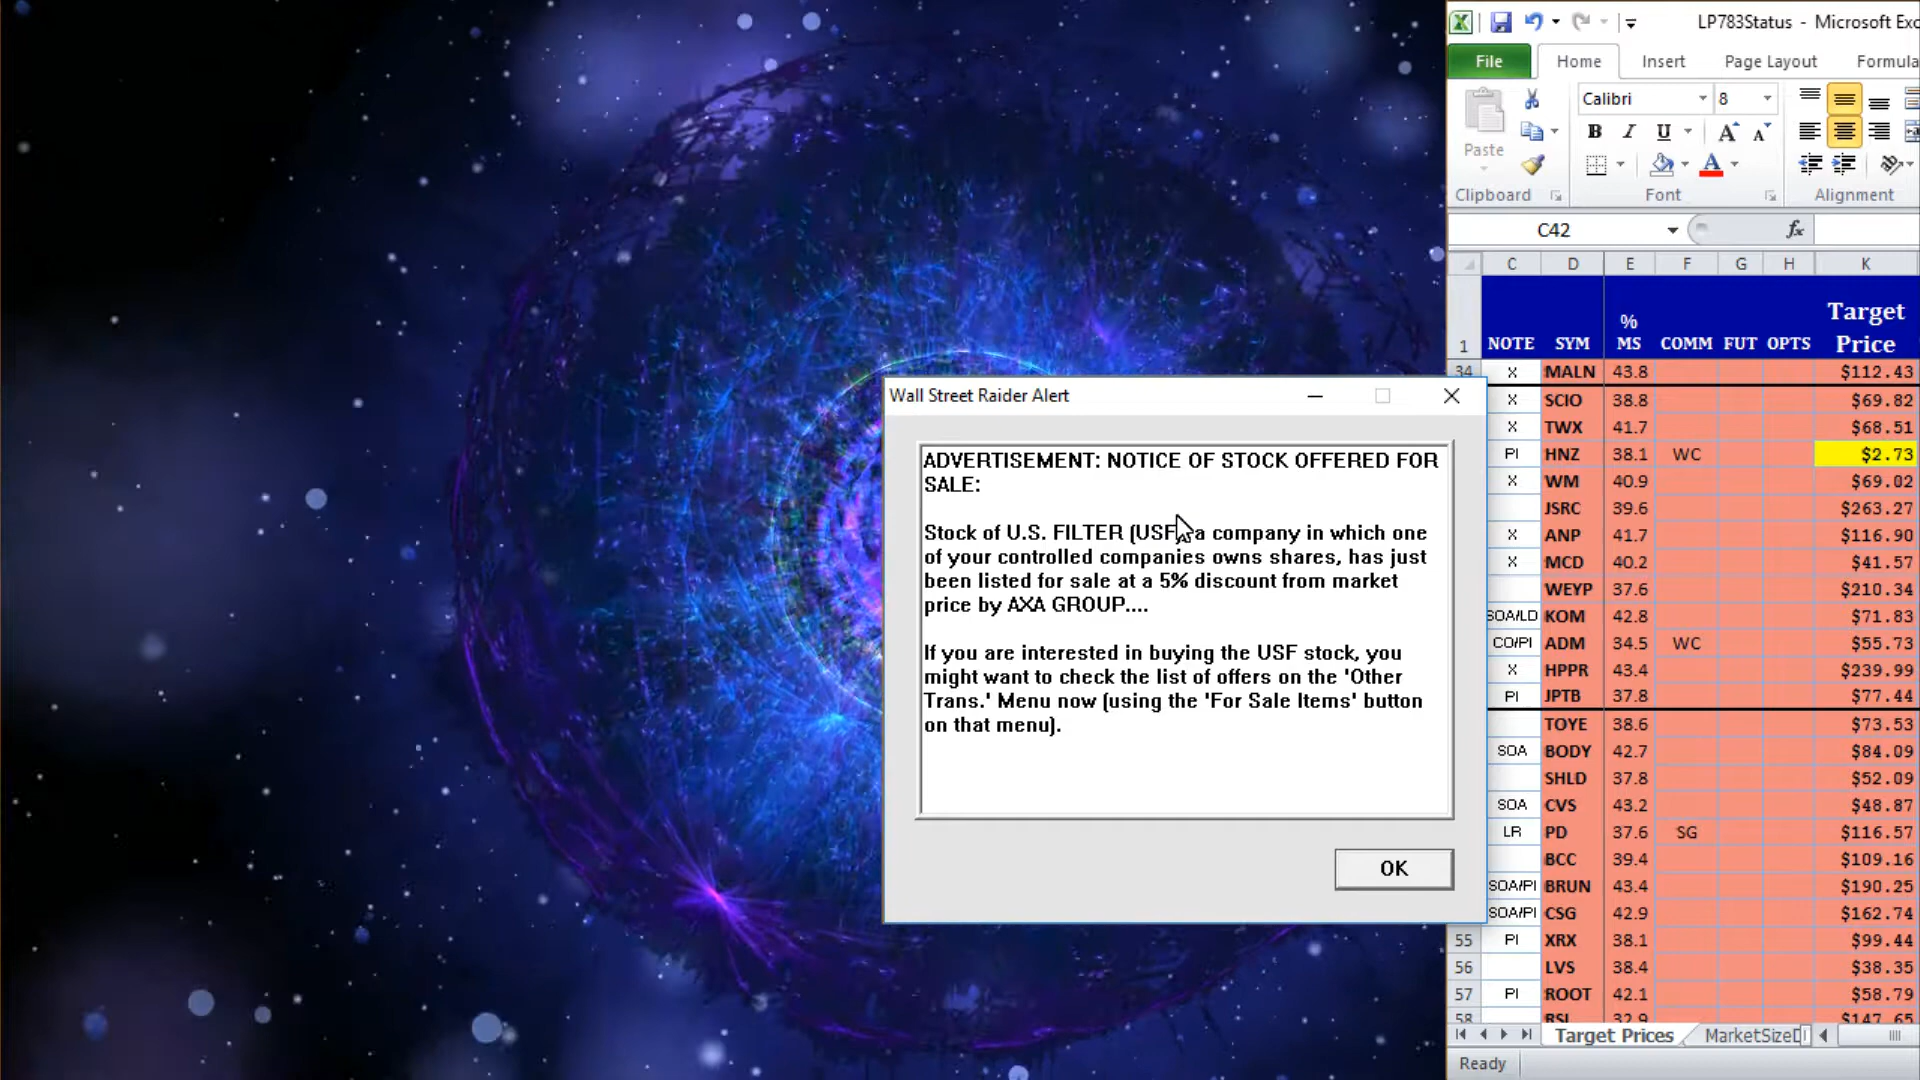 LP783Status - Microsoft Exc
File Home Insert Page Layout Formula
Calibri 8
B I U A A
Paste A
Clipboard Font Alignment
C42 fx
C D E F G H K
1 NOTE SYM % MS COMM FUT OPTS Target Price
34 X MALN 43.8 $112.43
X SCIO 38.8 $69.82
X TWX 41.7 $68.51
PI HNZ 38.1 WC $2.73
X WM 40.9 $69.02
JSRC 39.6 $263.27
X ANP 41.7 $116.90
X MCD 40.2 $41.57
WEYP 37.6 $210.34
SOA/LD KOM 42.8 $71.83
CO/PI ADM 34.5 WC $55.73
X HPPR 43.4 $239.99
PI JPTB 37.8 $77.44
TOYE 38.6 $73.53
SOA BODY 42.7 $84.09
SHLD 37.8 $52.09
SOA CVS 43.2 $48.87
LR PD 37.6 SG $116.57
BCC 39.4 $109.16
SOA/PI BRUN 43.4 $190.25
SOA/PI CSG 42.9 $162.74
55 PI XRX 38.1 $99.44
56 LVS 38.4 $38.35
57 PI ROOT 42.1 $58.79
58 RSI 32.9 $147.65
Target Prices MarketSizeD
Ready
Wall Street Raider Alert
ADVERTISEMENT: NOTICE OF STOCK OFFERED FOR
SALE:
Stock of U.S. FILTER (USF), a company in which one
of your controlled companies owns shares, has just
been listed for sale at a 5% discount from market
price by AXA GROUP....
If you are interested in buying the USF stock, you
might want to check the list of offers on the 'Other
Trans.' Menu now (using the 'For Sale Items' button
on that menu).
OK